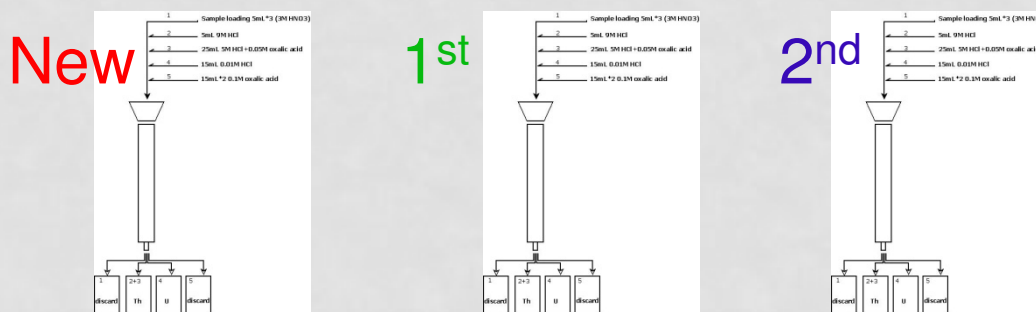 New
1
Sample loading 5mL*3 (3M HNO3)
2
5mL 9M HCl
3
25mL 5M HCl+0.05M oxalic acid
4
15mL 0.01M HCl
5
15mL*2 0.1M oxalic acid
1
discard
2+3
Th
4
U
5
discard
1st
1
Sample loading 5mL*3 (3M HNO3)
2
5mL 9M HCl
3
25mL 5M HCl+0.05M oxalic acid
4
15mL 0.01M HCl
5
15mL*2 0.1M oxalic acid
1
discard
2+3
Th
4
U
5
discard
2nd
1
Sample loading 5mL*3 (3M HN
2
5mL 9M HCl
3
25mL 5M HCl+0.05M oxalic acid
4
15mL 0.01M HCl
5
15mL*2 0.1M oxalic acid
1
discard
2+3
Th
4
U
5
discard